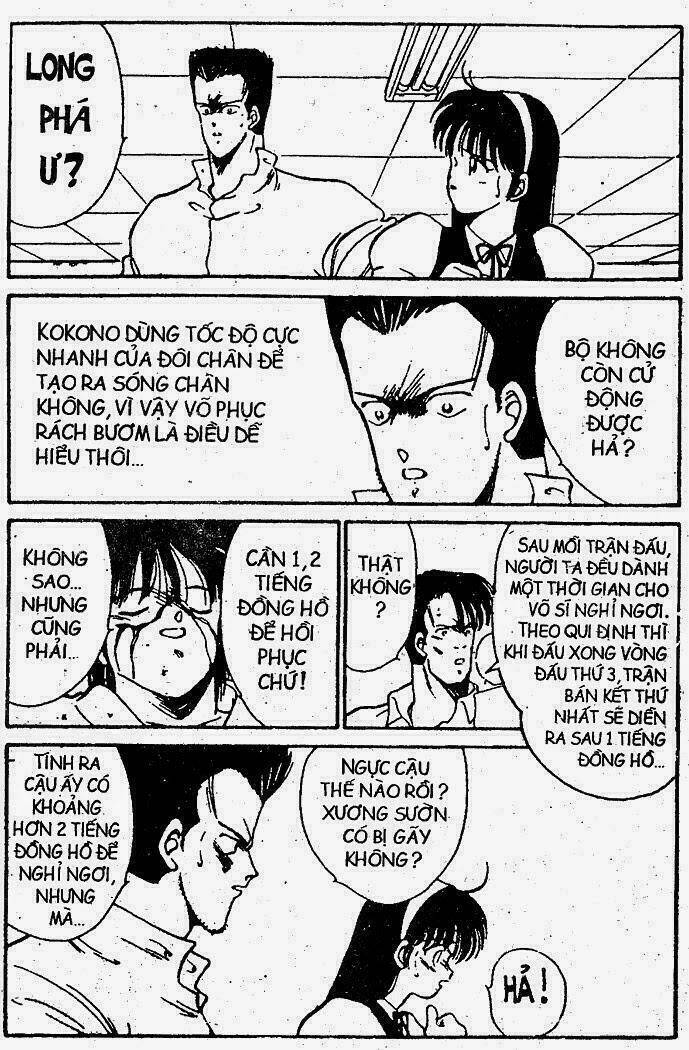 LONG
PHÁ
Ư?
KOKONO DÙNG TỐC ĐỘ CỰC
NHANH CỦA ĐÔI CHÂN ĐỂ
TẠO RA SÓNG CHÂN
KHÔNG, VÌ VẬY VÕ PHỤC
RÁCH BƯƠM LÀ ĐIỀU DỄ
HIỂU THÔI...
BỘ KHÔNG
CÒN CỬ
ĐỘNG
ĐƯỢC
HẢ?
KHÔNG
SAO...
NHƯNG
CŨNG
PHẢI...
CẦN 1,2
TIẾNG
ĐỒNG HỒ
ĐỂ HỒI
PHỤC
CHỨ!
THẬT
KHÔNG
?
SAU MỖI TRẬN ĐẤU,
NGƯỜI TA ĐỀU DÀNH
MỘT THỜI GIAN CHO
VÕ SĨ NGHỈ NGƠI.
THEO QUI ĐỊNH THÌ
KHI ĐẤU XONG VÒNG
ĐẤU THỨ 3, TRẬN
BÁN KẾT THỨ
NHẤT SẼ DIỄN
RA SAU 1 TIẾNG
ĐỒNG HỒ...
TÍNH RA
CẬU ẤY CÓ
KHOẢNG
HƠN 2 TIẾNG
ĐỒNG HỒ ĐỂ
NGHỈ NGƠI,
NHƯNG
MÀ...
NGỰC CẬU
THẾ NÀO RỒI?
XƯƠNG SƯỜN
CÓ BỊ GÃY
KHÔNG?
HẢ!